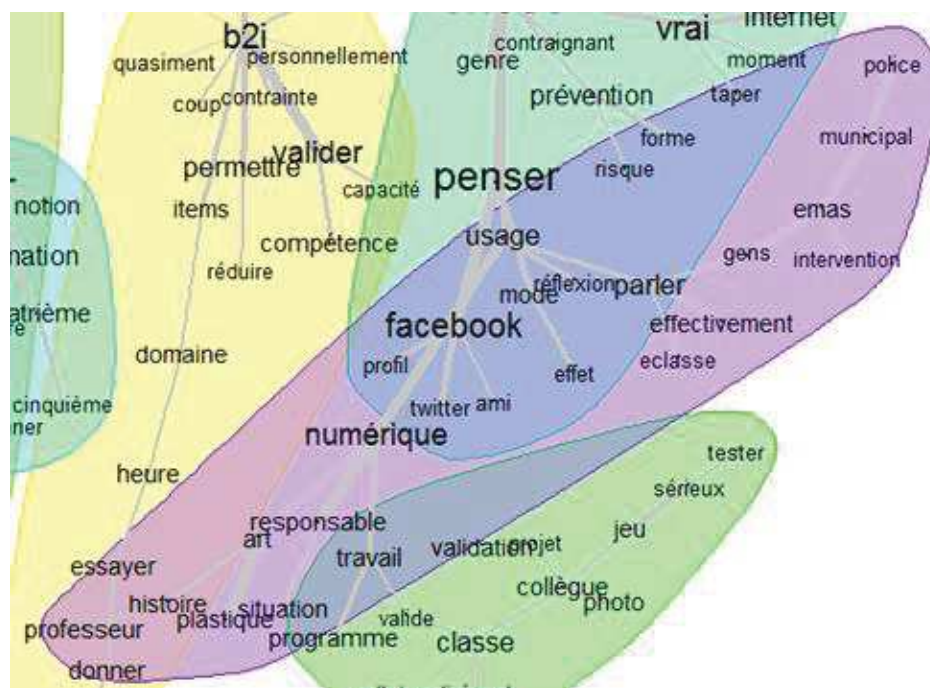 internet
vrai
b2i
contraignant
personnellement
quasiment
genre
moment
police
coup
contrainte
prévention
taper
forme
municipal
valider
permettre
risque
penser
capacité
notion
items
emas
usage
compétence
gens
intervention
réduire
réflexion
parler
mode
facebook
effectivement
domaine
profil
effet
eclasse
cinquième
twitter
ami
numérique
tester
heure
sérieux
responsable
jeu
art
travail
validation
projet
essayer
collègue
photo
histoire
situation
plastique
valide
professeur
programme
classe
donner